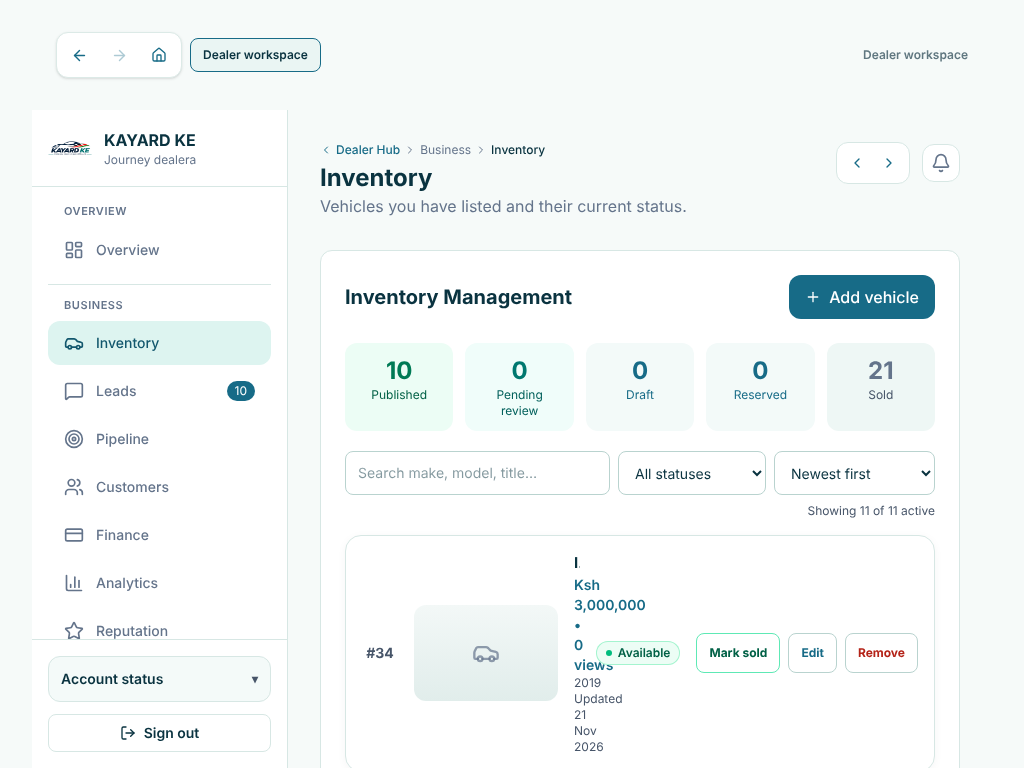 Dealer workspace
Dealer workspace
KAYARD KE
KAYARD KE
Journey dealera
OVERVIEW
Overview
BUSINESS
Inventory
Leads
10
Pipeline
Customers
Finance
Analytics
Reputation
Account status
Sign out
Dealer Hub
Business
Inventory
Inventory
Vehicles you have listed and their current status.
Inventory Management
+ Add vehicle
10
Published
0
Pending
review
0
Draft
0
Reserved
21
Sold
Search make, model, title...
All statuses
Newest first
Showing 11 of 11 active
#34
Ksh
3,000,000
•
0
views
2019
Updated
21
Nov
2026
Available
Mark sold
Edit
Remove